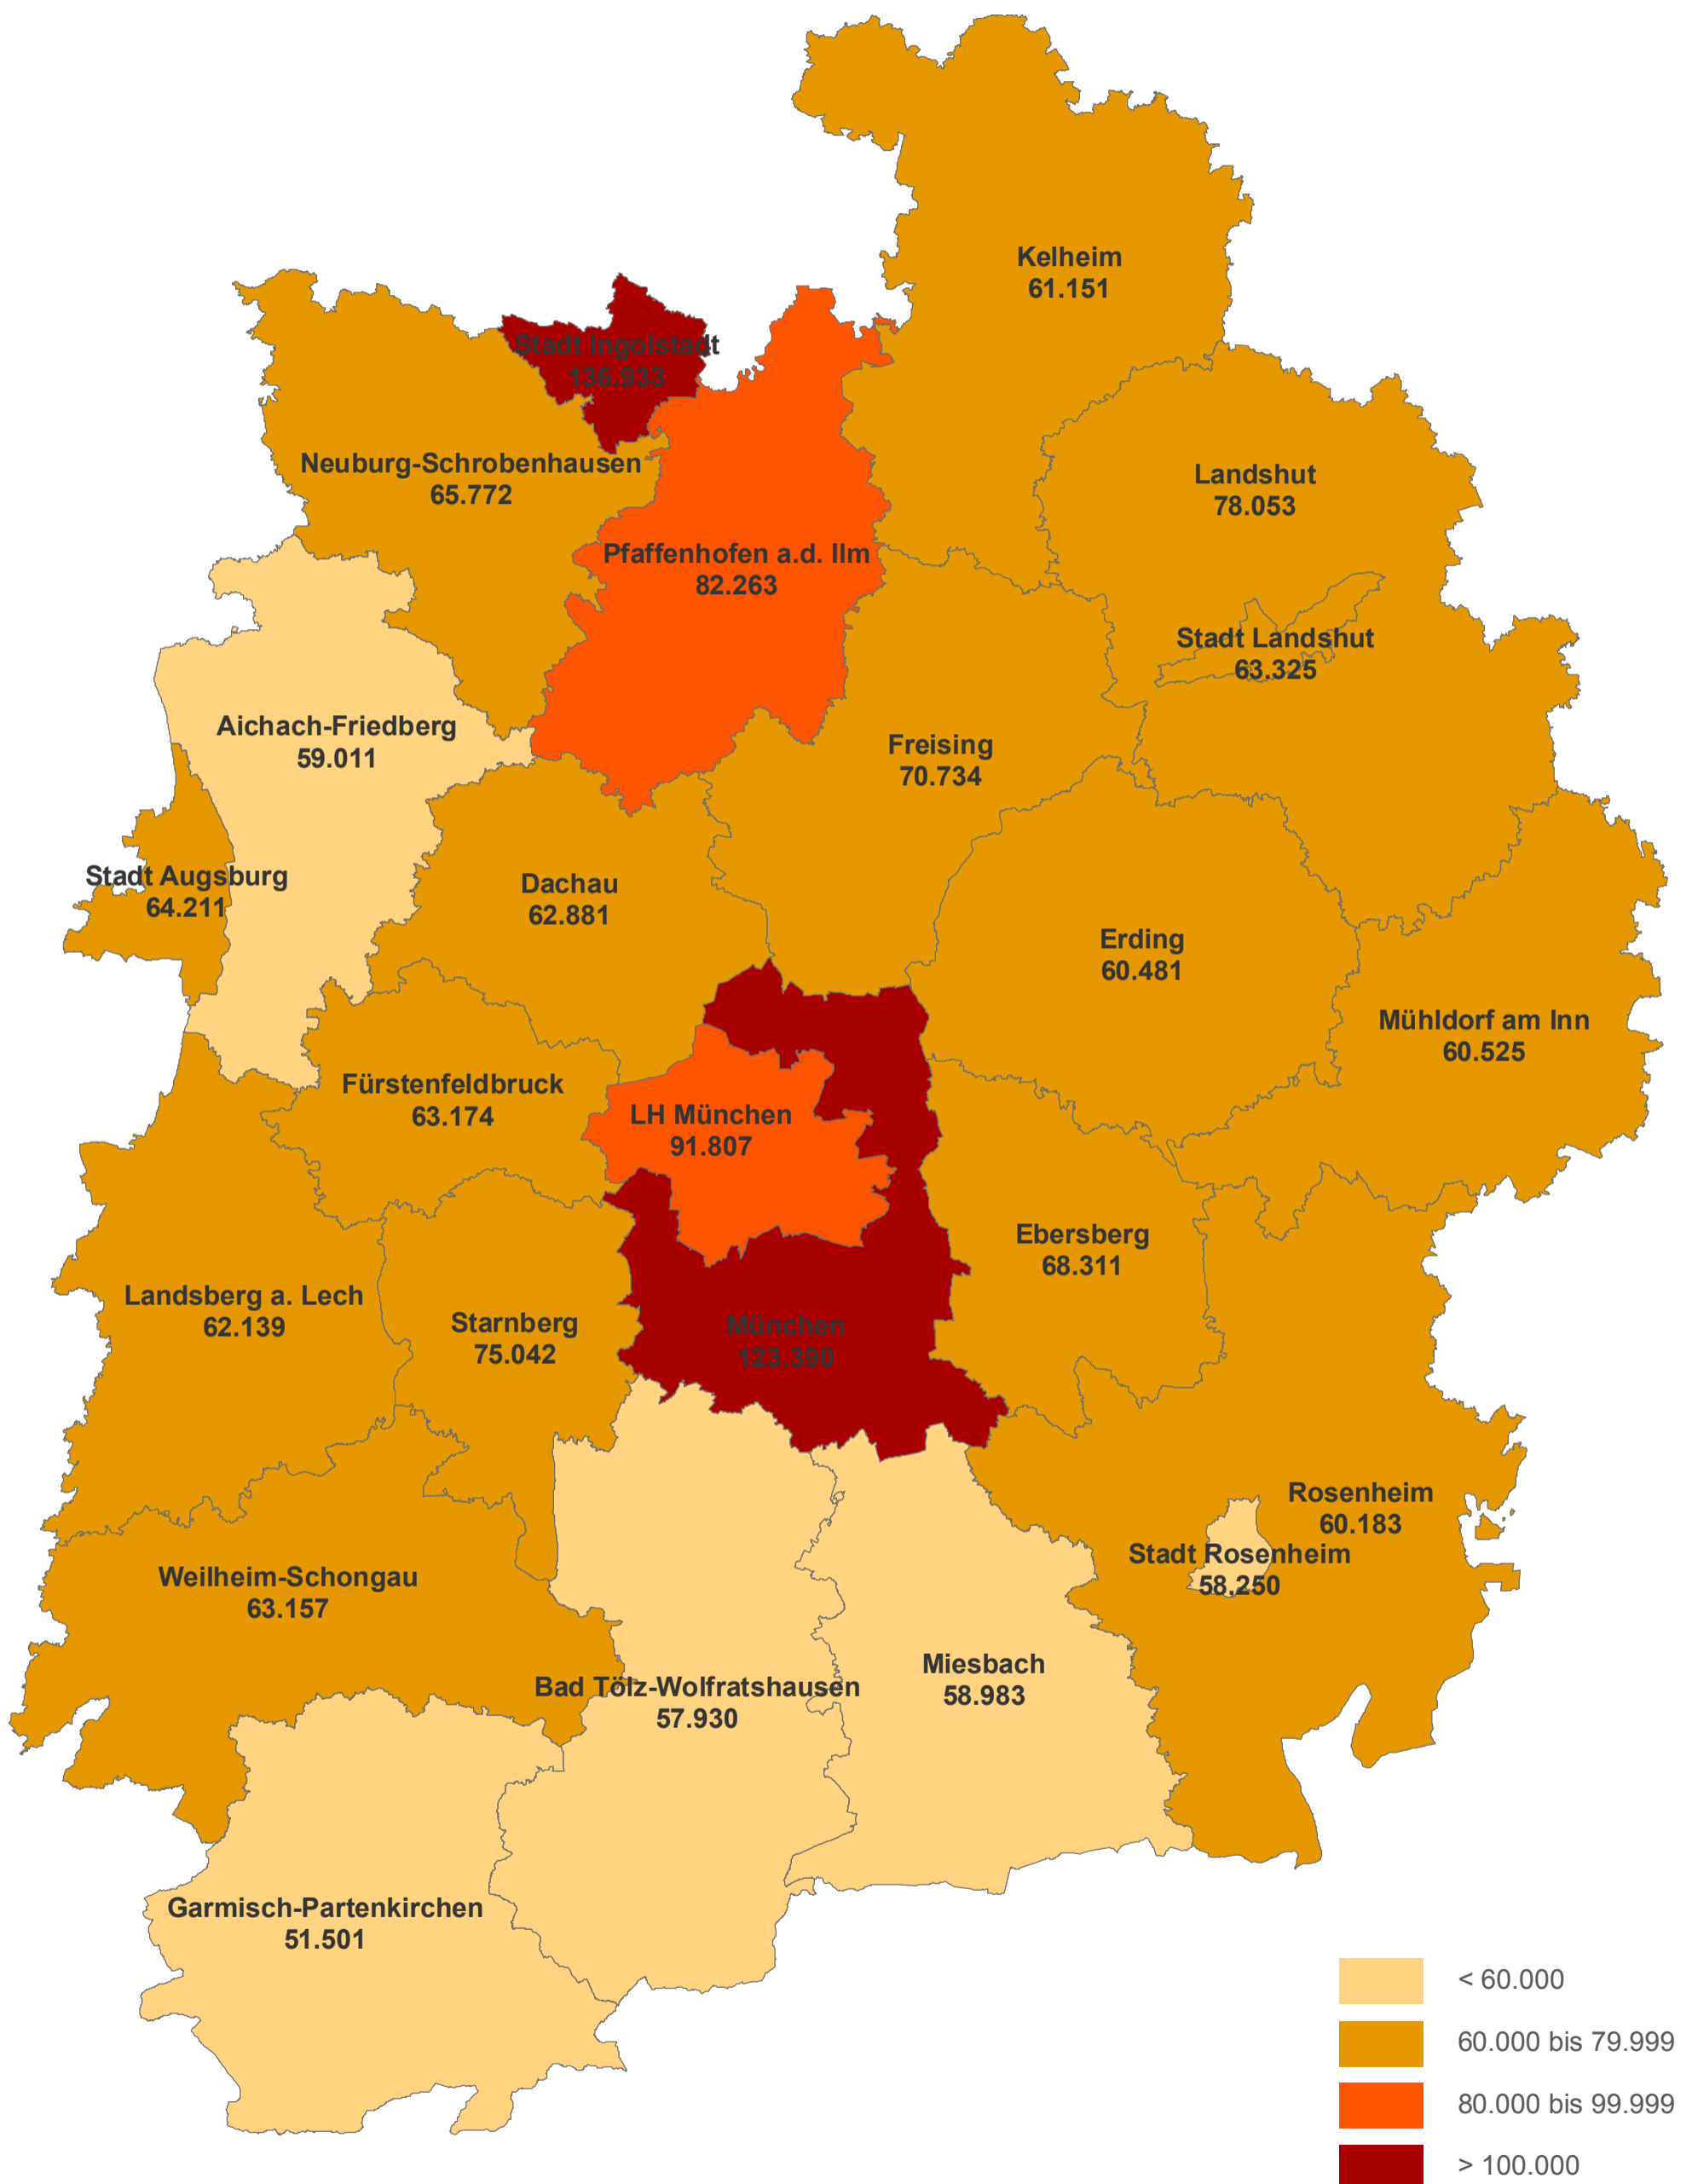 Kelheim
61.151
Stadt Ingolstadt
136.933
Neuburg-Schrobenhausen
65.772
Landshut
78.053
Pfaffenhofen a.d. Ilm
82.263
Stadt Landshut
63.325
Aichach-Friedberg
59.011
Freising
70.734
Stadt Augsburg
64.211
Dachau
62.881
Erding
60.481
Mühldorf am Inn
60.525
Fürstenfeldbruck
63.174
LH München
91.807
Ebersberg
68.311
Landsberg a. Lech
62.139
Starnberg
75.042
München
123.390
Rosenheim
60.183
Stadt Rosenheim
58.250
Weilheim-Schongau
63.157
Bad Tölz-Wolfratshausen
57.930
Miesbach
58.983
Garmisch-Partenkirchen
51.501
< 60.000
60.000 bis 79.999
80.000 bis 99.999
> 100.000